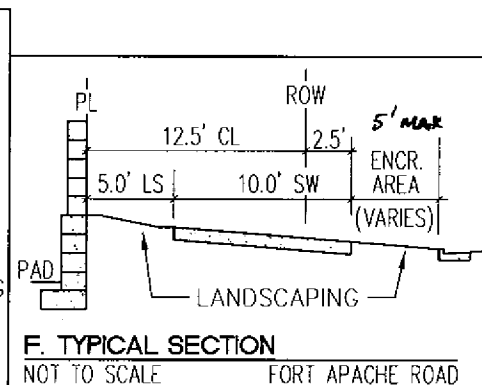 PL
ROW
5' MAX
12.5' CL
2.5'
ENCR.
AREA
(VARIES)
5.0' LS
10.0' SW
PAD
LANDSCAPING
F. TYPICAL SECTION
NOT TO SCALE
FORT APACHE ROAD